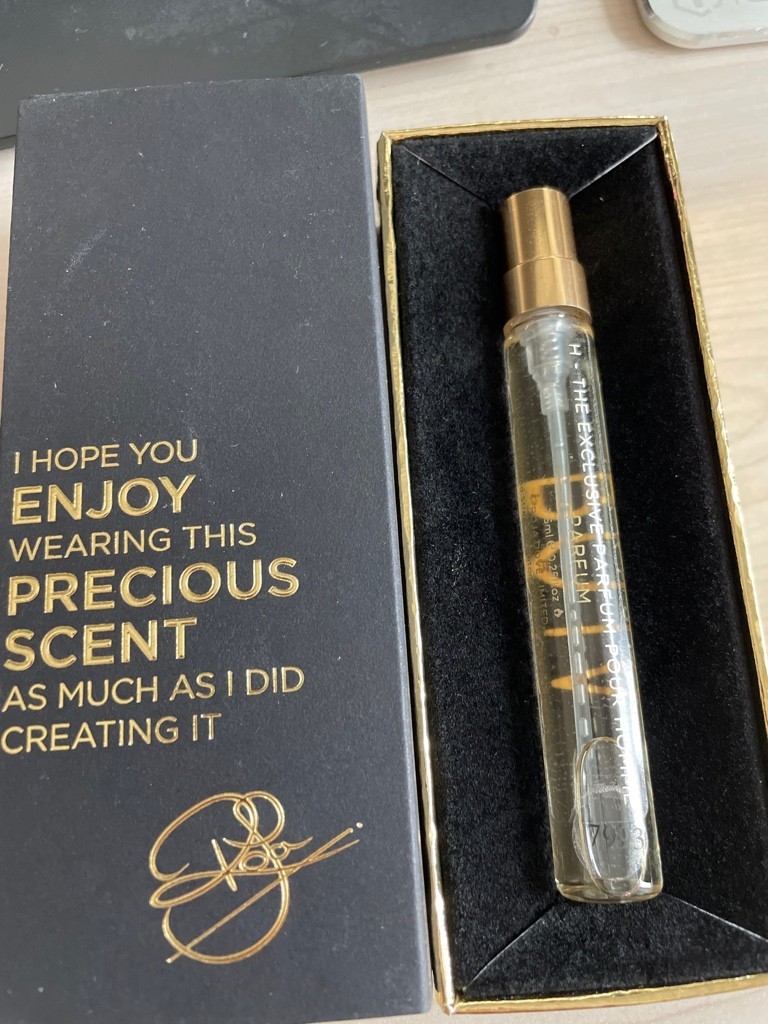 I HOPE YOU
ENJOY
WEARING THIS
PRECIOUS
SCENT
AS MUCH AS I DID
CREATING IT
H - THE EXCLUSIVE PARFUM POUR HOMME
PARFUM